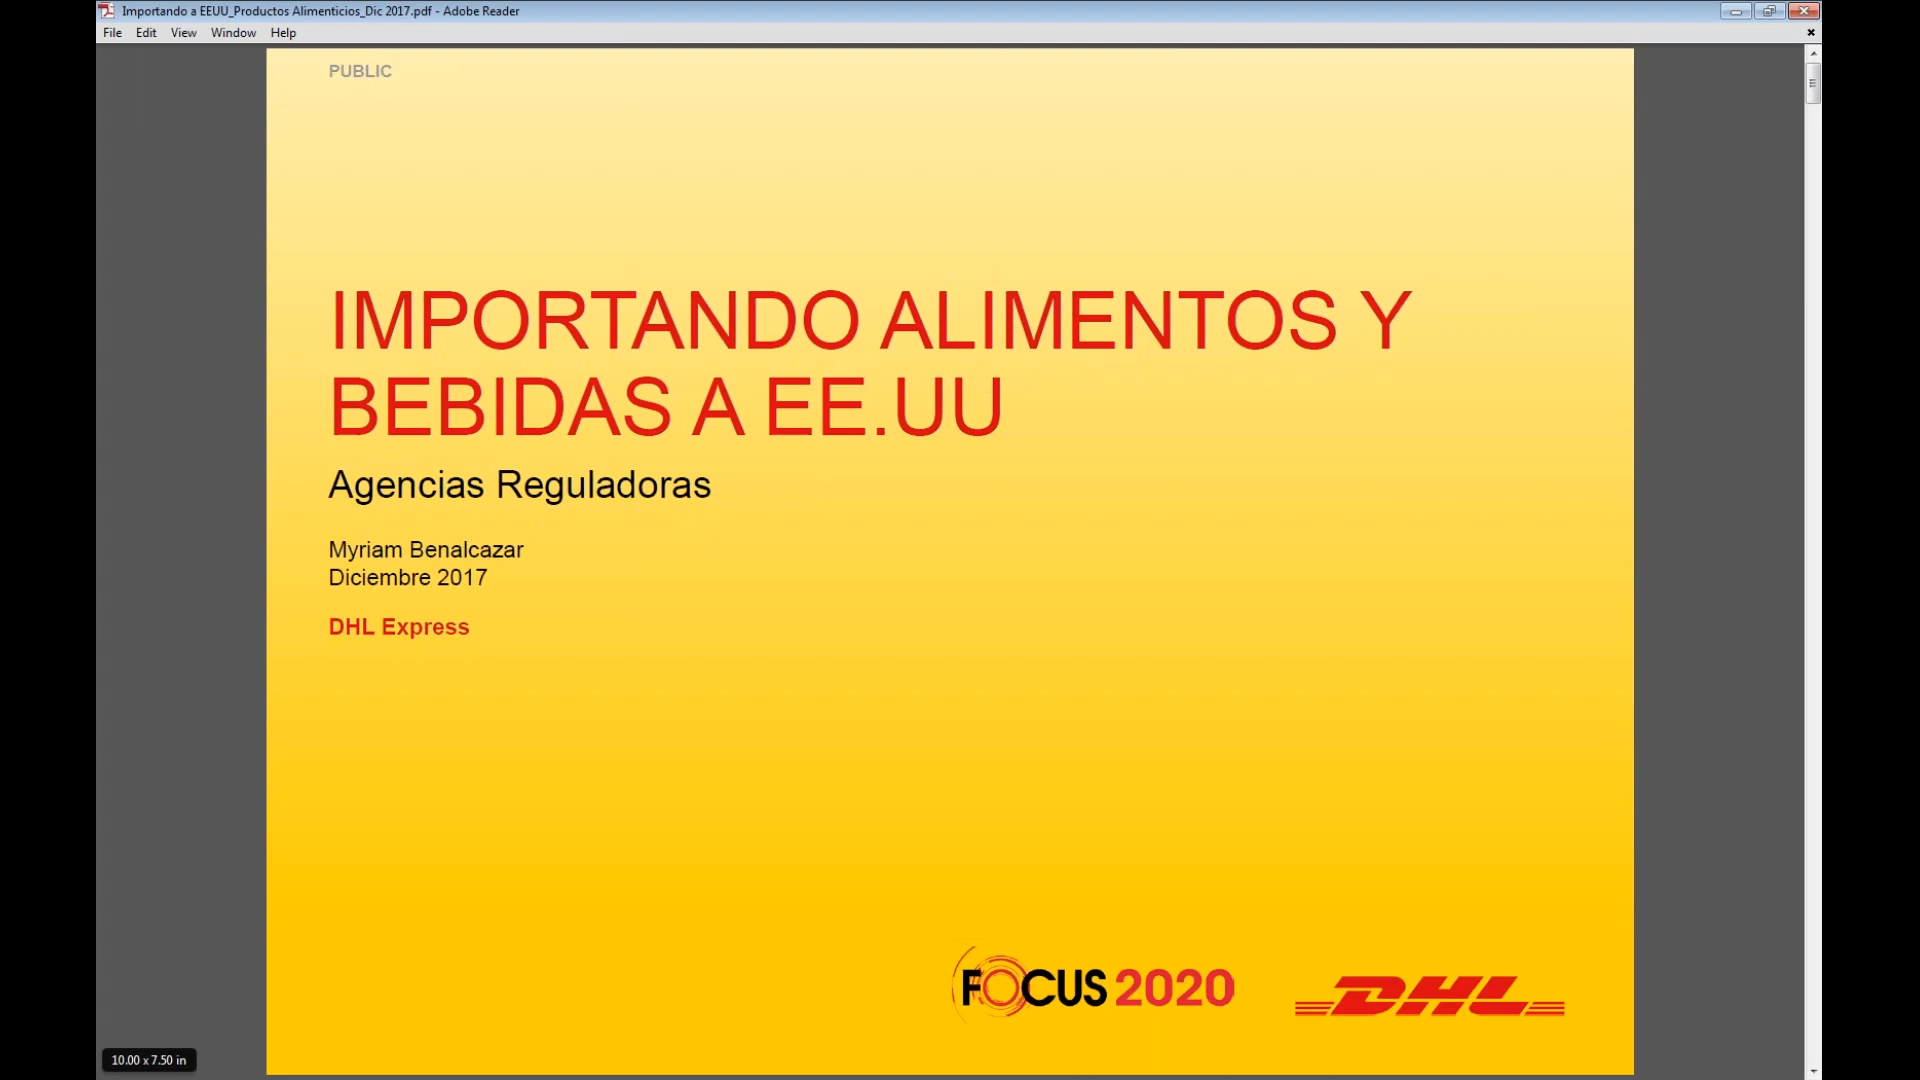 Importando a EEUU_Productos Alimenticios_Dic 2017.pdf - Adobe Reader
File Edit View Window Help
PUBLIC
IMPORTANDO ALIMENTOS Y
BEBIDAS A EE.UU
Agencias Reguladoras
Myriam Benalcazar
Diciembre 2017
DHL Express
FOCUS 2020
DHL
10.00 x 7.50 in